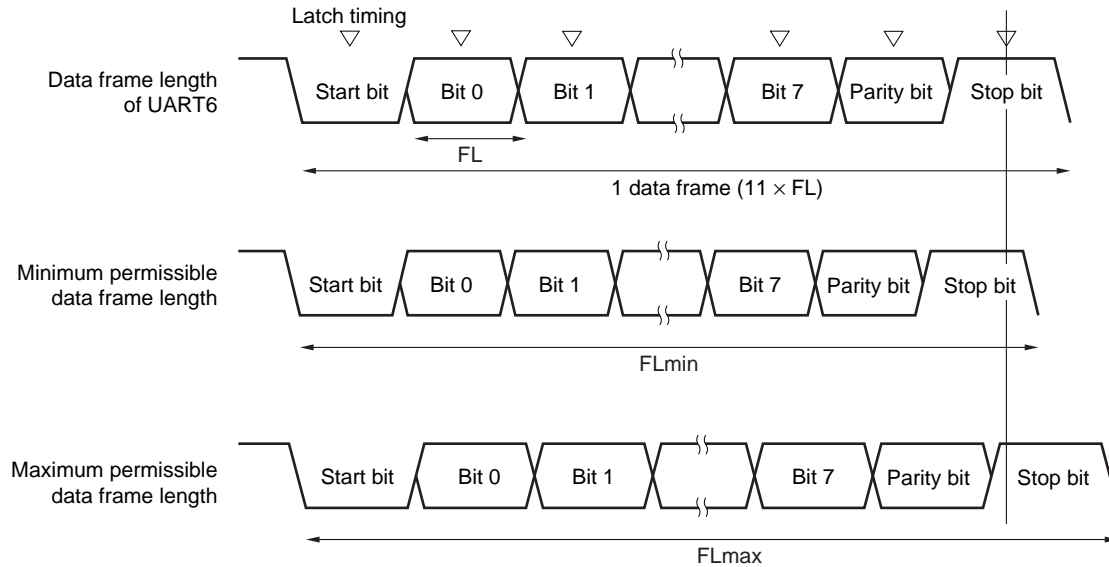 Latch timing
Data frame length
of UART6
Start bit Bit 0 Bit 1 Bit 7 Parity bit Stop bit
FL
1 data frame (11 × FL)
Minimum permissible
data frame length
Start bit Bit 0 Bit 1 Bit 7 Parity bit Stop bit
FLmin
Maximum permissible
data frame length
Start bit Bit 0 Bit 1 Bit 7 Parity bit Stop bit
FLmax